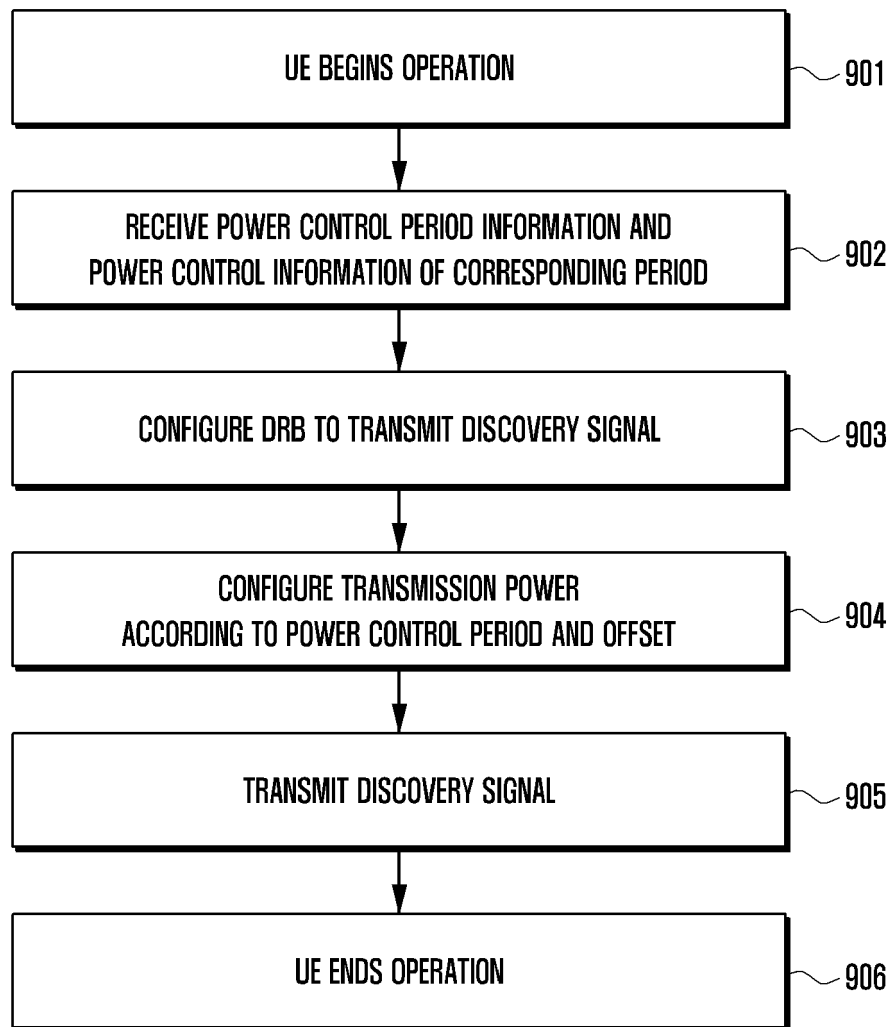 UE BEGINS OPERATION
901
RECEIVE POWER CONTROL PERIOD INFORMATION AND
POWER CONTROL INFORMATION OF CORRESPONDING PERIOD
902
CONFIGURE DRB TO TRANSMIT DISCOVERY SIGNAL
903
CONFIGURE TRANSMISSION POWER
ACCORDING TO POWER CONTROL PERIOD AND OFFSET
904
TRANSMIT DISCOVERY SIGNAL
905
UE ENDS OPERATION
906